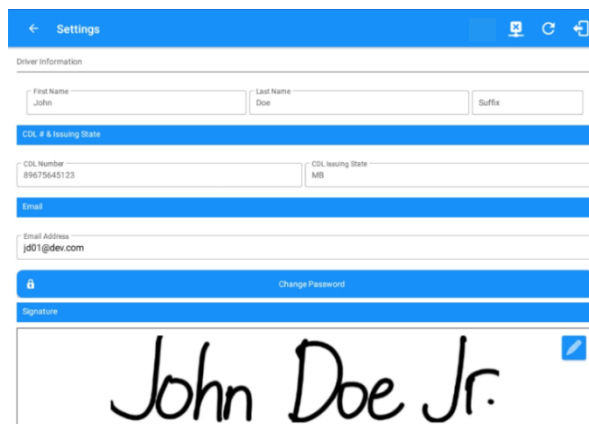 Settings
Driver Information
First Name Last Name
John Doe Suffix
CDL # & Issuing State
CDL Number CDL Issuing State
89675645123 MB
Email
Email Address
jd01@dev.com
Change Password
Signature
John Doe Jr.